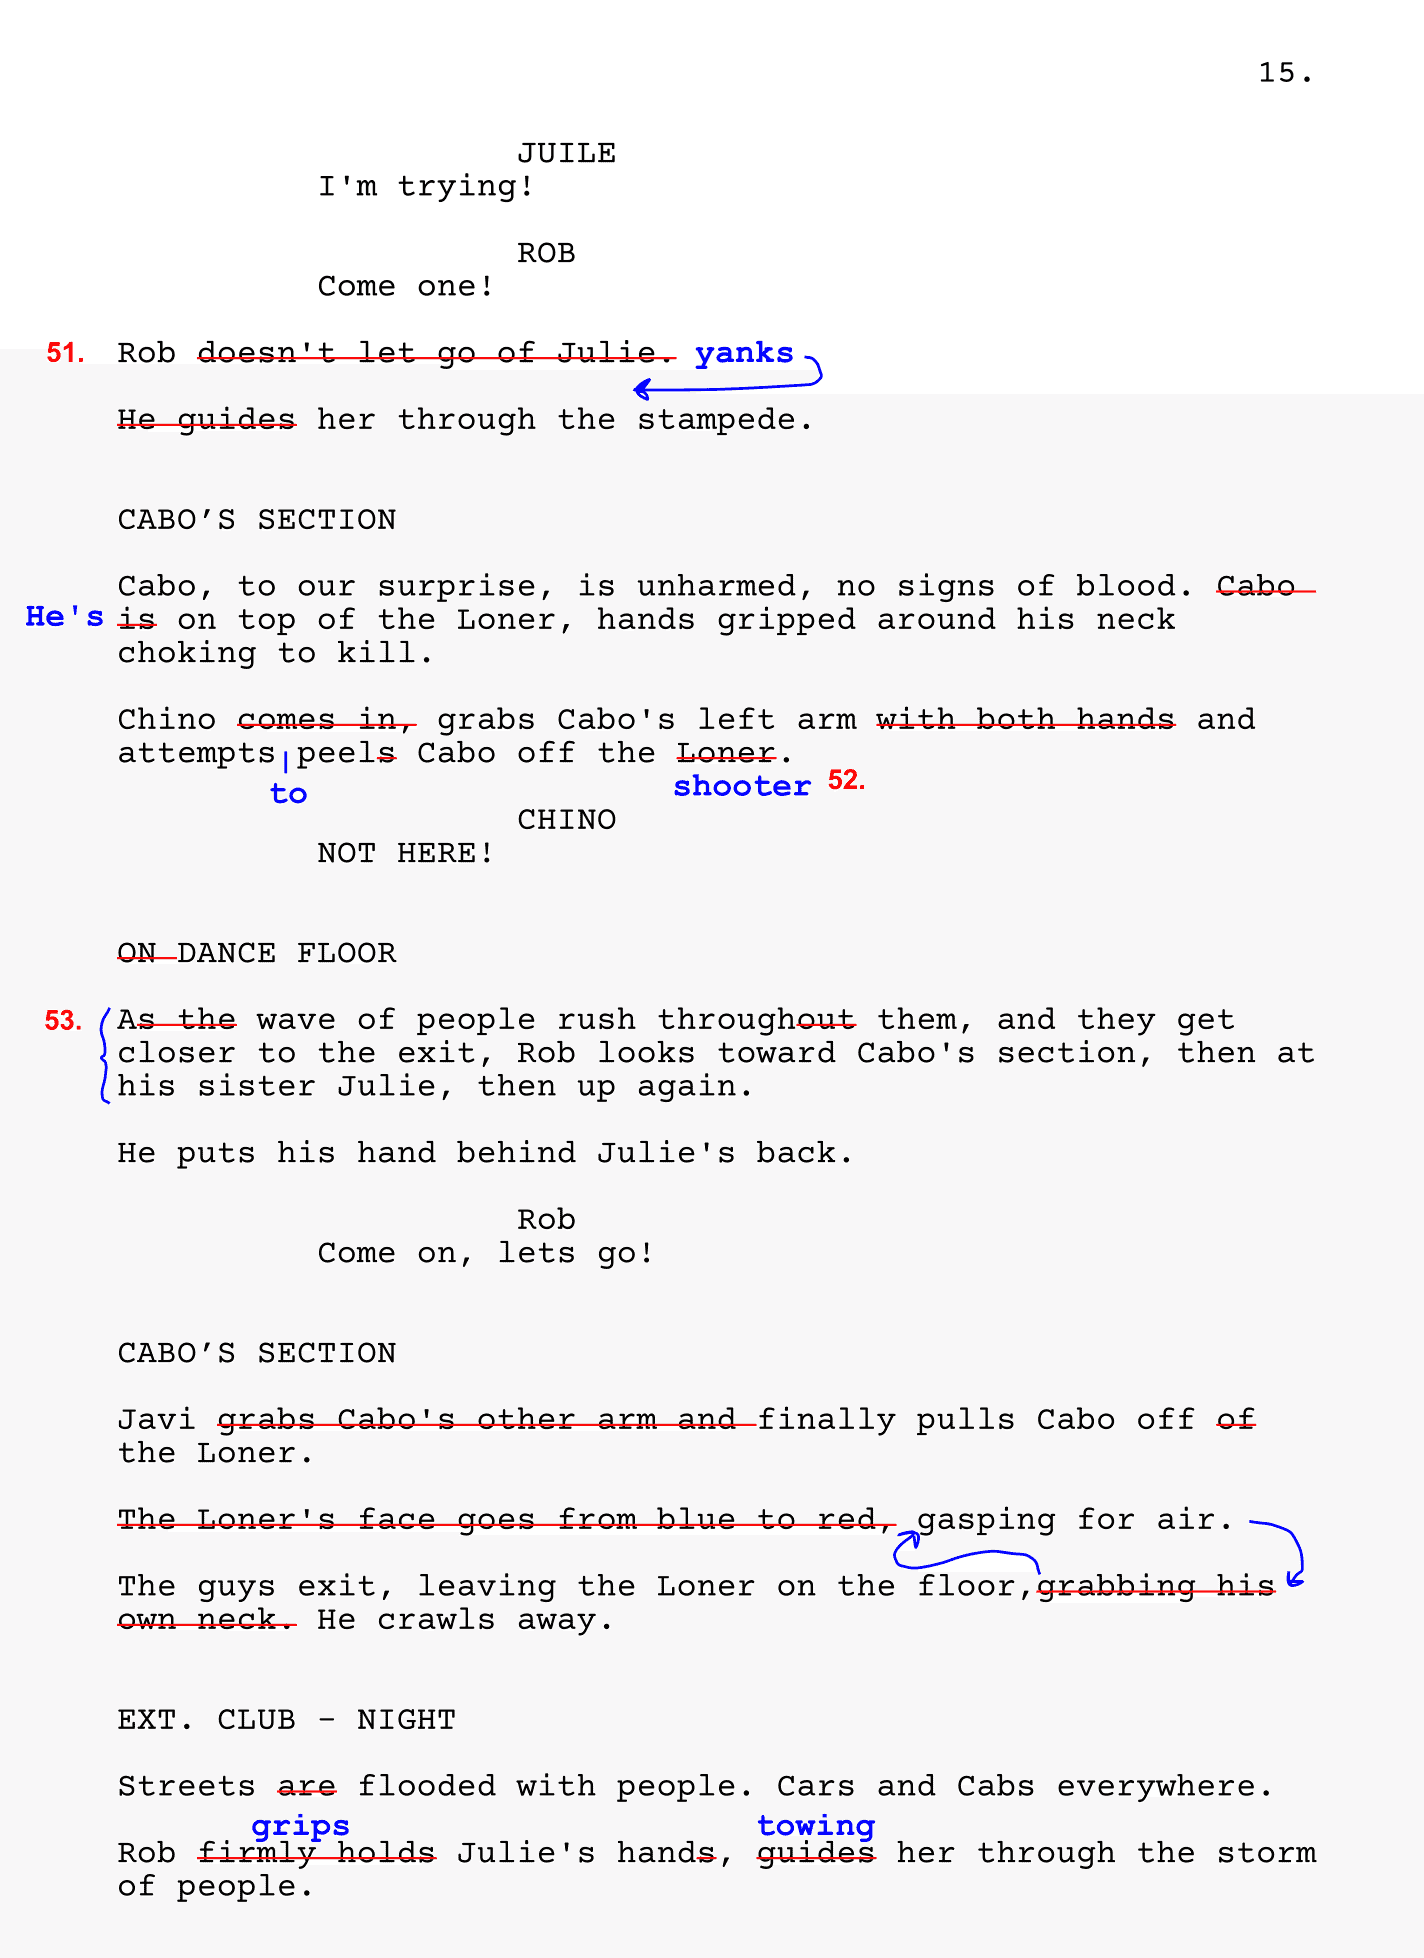 15.
JUILE
I'm trying!
ROB
Come one!
51. Rob doesn't let go of Julie. yanks
He guides her through the stampede.
CABO’S SECTION
Cabo, to our surprise, is unharmed, no signs of blood. Cabo
He's is on top of the Loner, hands gripped around his neck
choking to kill.
Chino comes in, grabs Cabo's left arm with both hands and
attempts peels Cabo off the Loner.
to shooter 52.
CHINO
NOT HERE!
ON DANCE FLOOR
53. As the wave of people rush throughout them, and they get
closer to the exit, Rob looks toward Cabo's section, then at
his sister Julie, then up again.
He puts his hand behind Julie's back.
Rob
Come on, lets go!
CABO’S SECTION
Javi grabs Cabo's other arm and finally pulls Cabo off of
the Loner.
The Loner's face goes from blue to red, gasping for air.
The guys exit, leaving the Loner on the floor,grabbing his
own neck. He crawls away.
EXT. CLUB - NIGHT
Streets are flooded with people. Cars and Cabs everywhere.
grips towing
Rob firmly holds Julie's hands, guides her through the storm
of people.